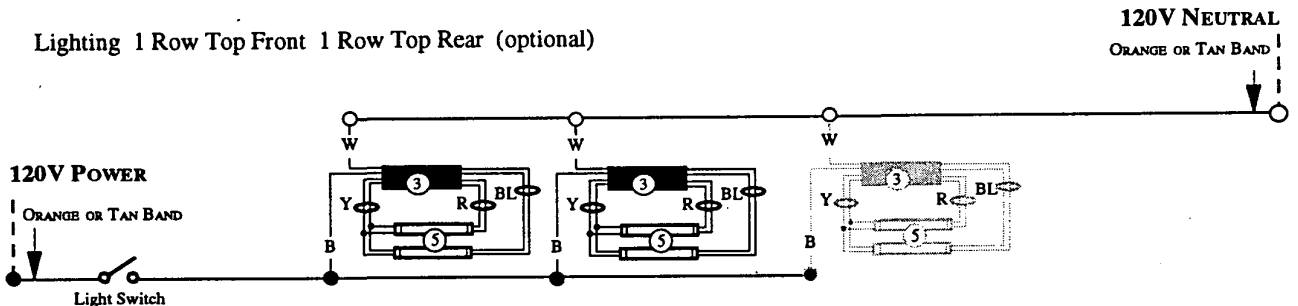 Lighting 1 Row Top Front 1 Row Top Rear (optional)
120V NEUTRAL
ORANGE OR TAN BAND
120V POWER
ORANGE OR TAN BAND
Light Switch
W
B
Y
3
R
BL
5
W
B
Y
3
R
BL
5
W
B
Y
3
R
BL
5